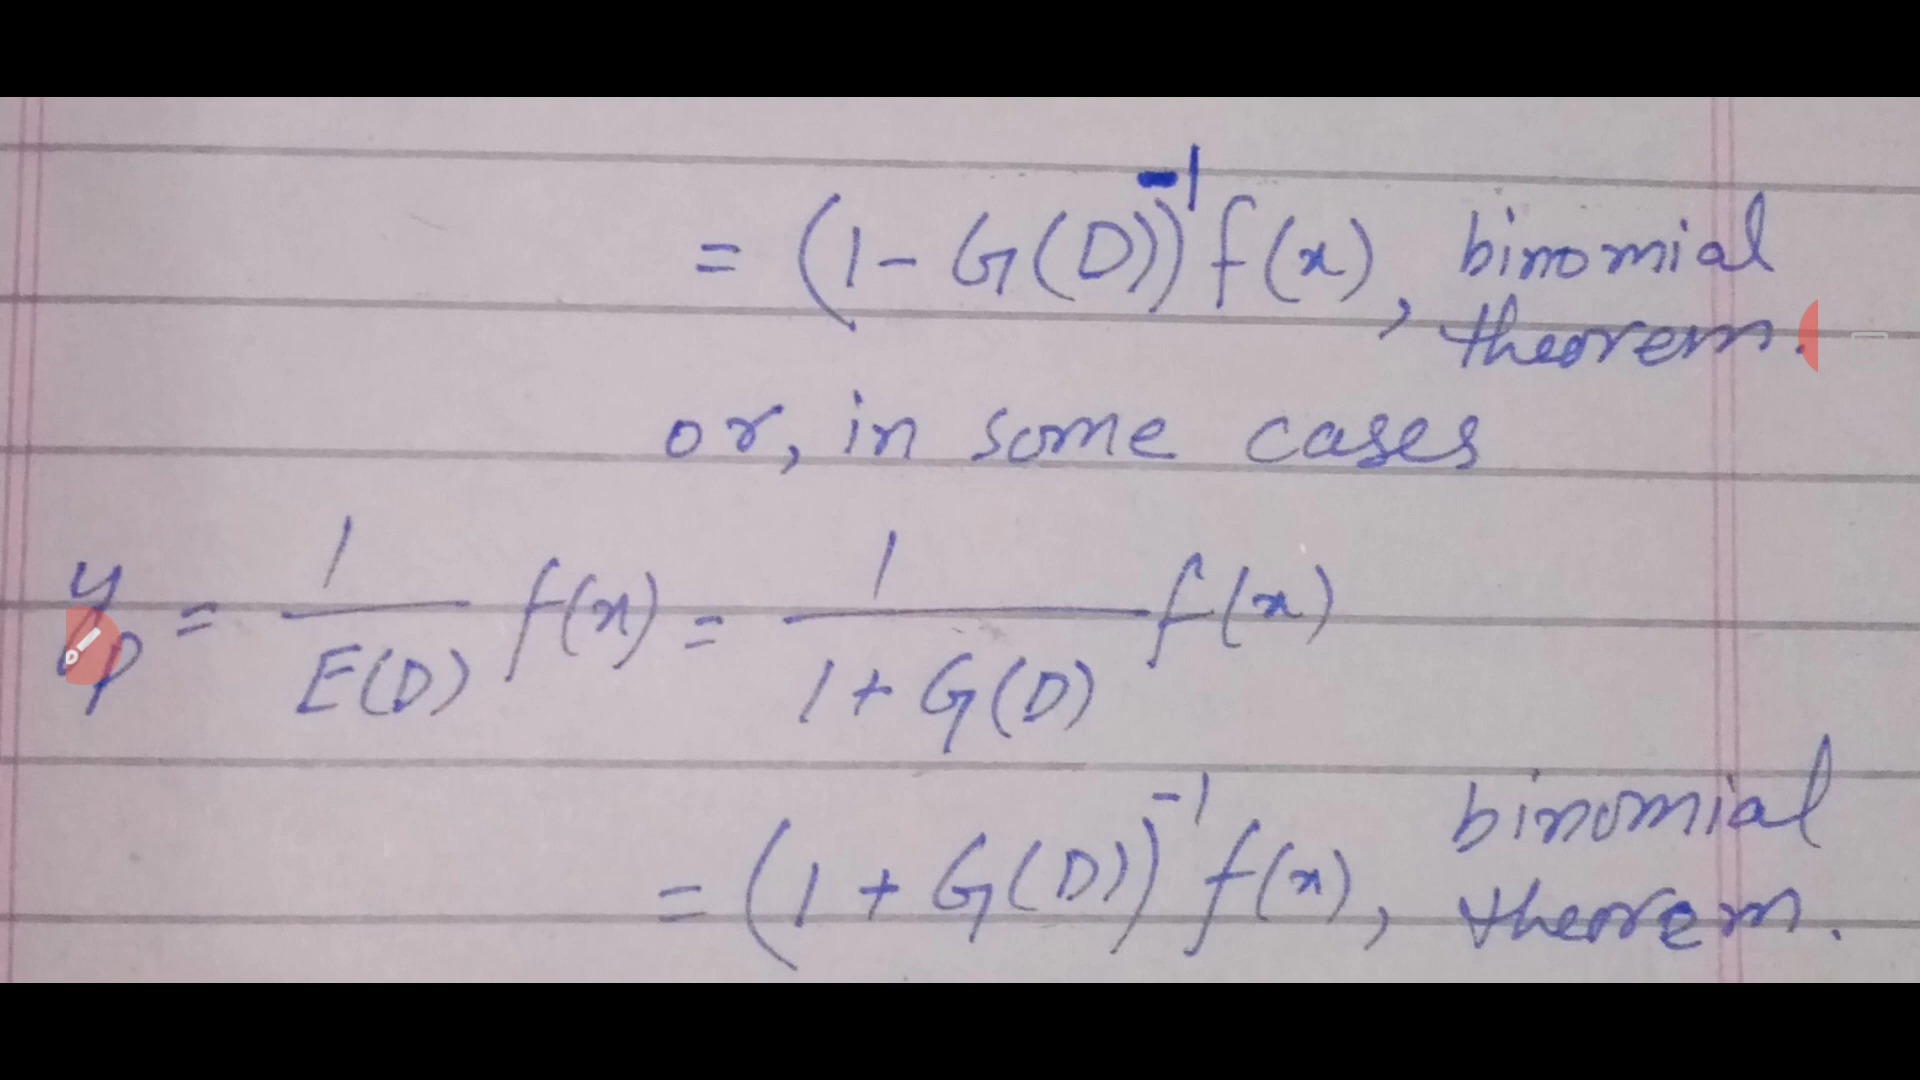 = (1 - G(D))⁻¹ f(x), binomial
theorem.
or, in some cases
y_p = 1/E(D) f(x) = 1/(1 + G(D)) f(x)
= (1 + G(D))⁻¹ f(x), binomial
theorem.